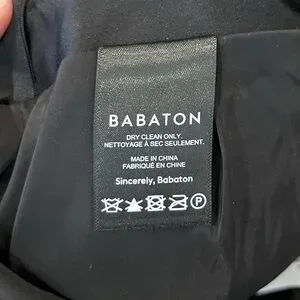 BABATON
DRY CLEAN ONLY.
NETTOYAGE À SEC SEULEMENT.
MADE IN CHINA
FABRIQUÉ EN CHINE
Sincerely, Babaton
P